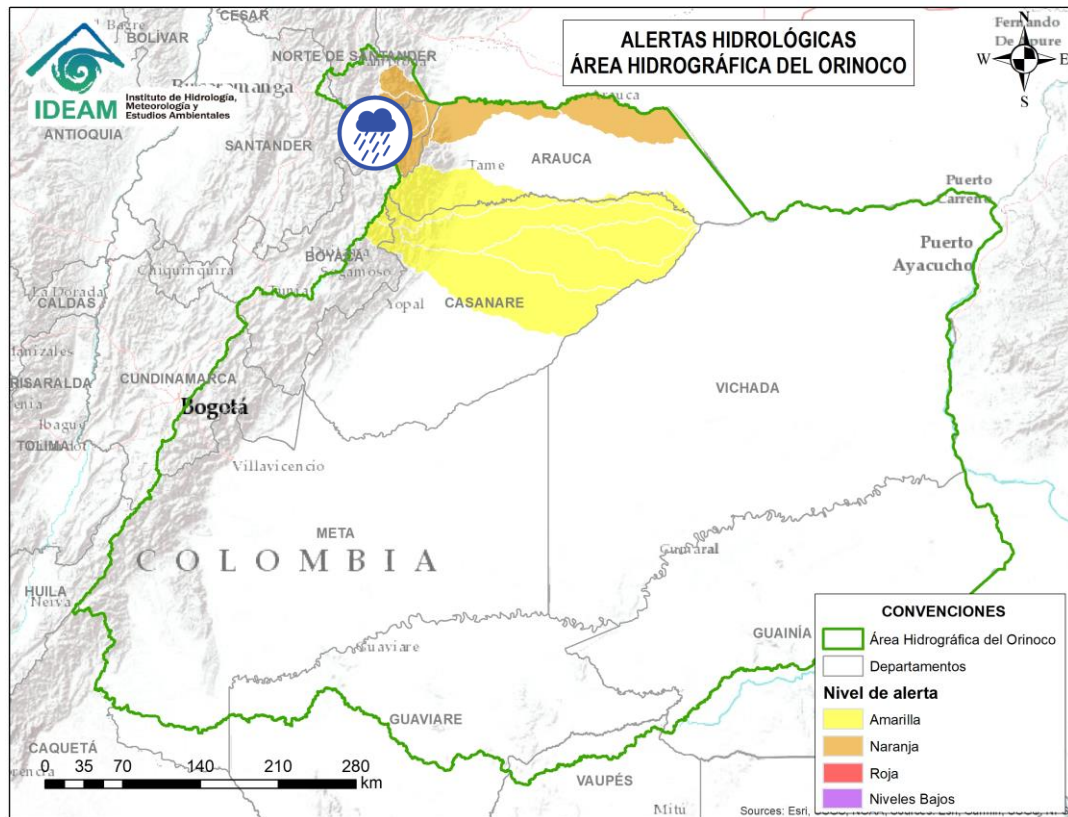 ALERTAS HIDROLÓGICAS
ÁREA HIDROGRÁFICA DEL ORINOCO
N
W
E
S
IDEAM
Instituto de Hidrología,
Meteorología y
Estudios Ambientales
CESAR
BOLÍVAR
NORTE DE SANTANDER
ANTIOQUIA
SANTANDER
Arauca
Fernando
De Apure
ARAUCA
Tame
Puerto
Carreño
Puerto
Ayacucho
BOYACÁ
Sogamoso
Chiquinquira
Tunja
La Dorada
CALDAS
Yopal
CASANARE
VICHADA
RISARALDA
CUNDINAMARCA
Bogotá
Ibague
TOLIMA
Villavicencio
META
COLOMBIA
Cumaral
HUILA
Neiva
GUAINÍA
Guaviare
GUAVIARE
CAQUETÁ
VAUPÉS
Mitú
0 35 70 140 210 280
km
CONVENCIONES
Área Hidrográfica del Orinoco
Departamentos
Nivel de alerta
Amarilla
Naranja
Roja
Niveles Bajos
Sources: Esri,